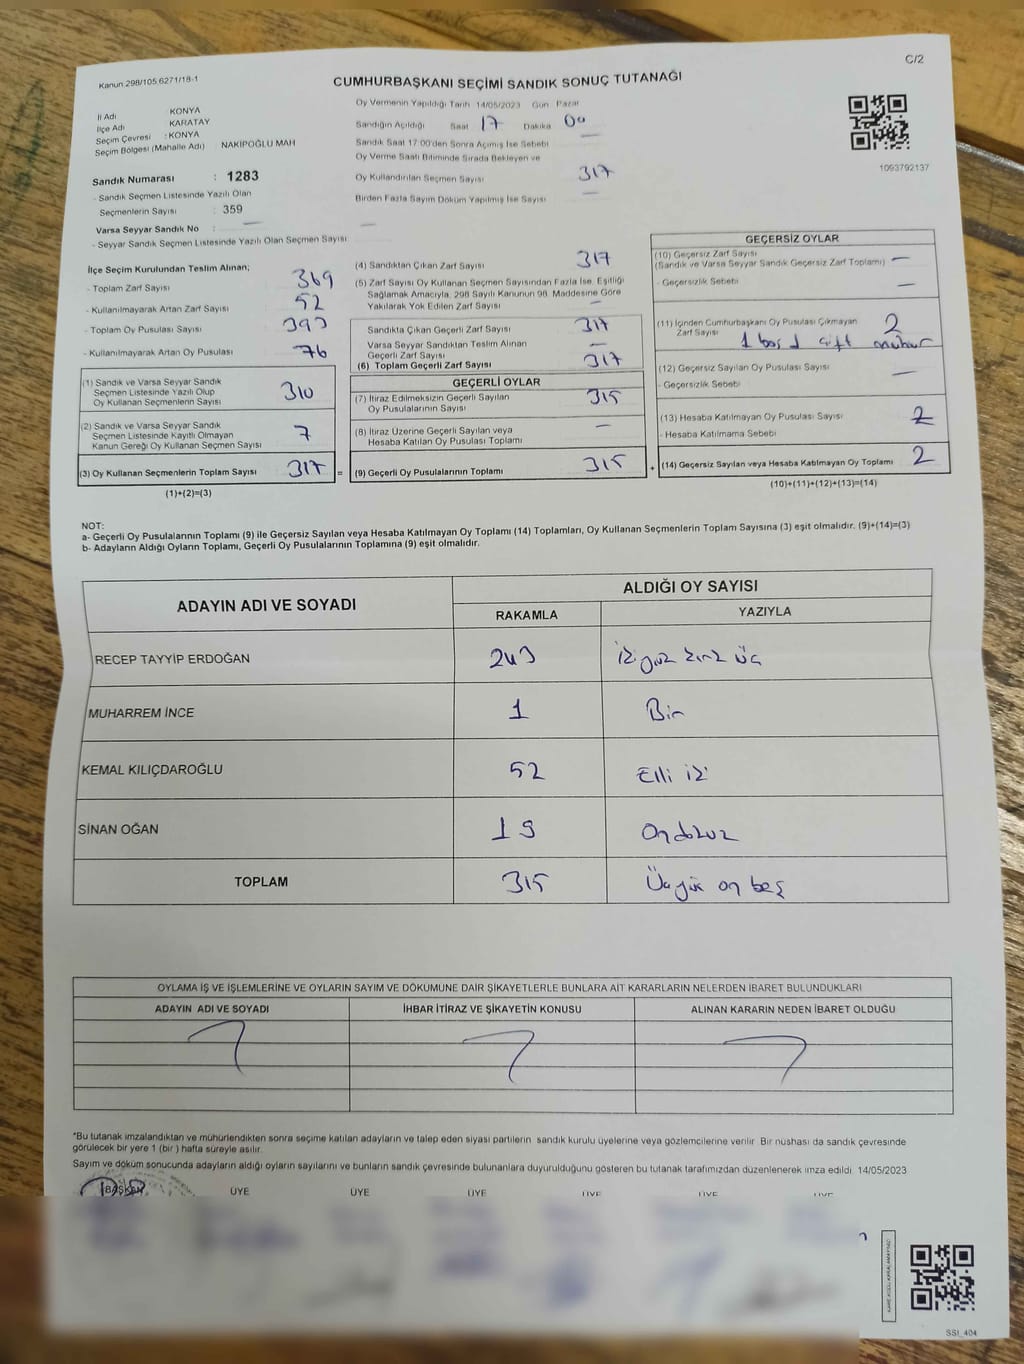 C/2
Kanun 298/105,6271/18-1
CUMHURBAŞKANI SEÇİMİ SANDIK SONUÇ TUTANAĞI
İl Adı : KONYA
İlçe Adı : KARATAY
Seçim Çevresi : KONYA
Seçim Bölgesi (Mahalle Adı) NAKİPOĞLU MAH
Sandık Numarası : 1283
- Sandık Seçmen Listesinde Yazılı Olan
Seçmenlerin Sayısı : 359
Varsa Seyyar Sandık No : —
- Seyyar Sandık Seçmen Listesinde Yazılı Olan Seçmen Sayısı : —
Oy Vermenin Yapıldığı Tarih 14/05/2023 Gün Pazar
Sandığın Açıldığı Saat 17 Dakika 00
Sandık Saat 17:00'den Sonra Açılmış İse Sebebi —
Oy Verme Saati Bitiminde Sırada Bekleyen ve
Oy Kullandırılan Seçmen Sayısı 317
Birden Fazla Sayım Döküm Yapılmış İse Sayısı —
1093792137
İlçe Seçim Kurulundan Teslim Alınan;
- Toplam Zarf Sayısı 369
- Kullanılmayarak Artan Zarf Sayısı 52
- Toplam Oy Pusulası Sayısı 393
- Kullanılmayarak Artan Oy Pusulası 76
(1) Sandık ve Varsa Seyyar Sandık
Seçmen Listesinde Yazılı Olup
Oy Kullanan Seçmenlerin Sayısı 310
(2) Sandık ve Varsa Seyyar Sandık
Seçmen Listesinde Kayıtlı Olmayan
Kanun Gereği Oy Kullanan Seçmen Sayısı 7
(3) Oy Kullanan Seçmenlerin Toplam Sayısı 317 =
(1)+(2)=(3)
(4) Sandıktan Çıkan Zarf Sayısı 317
(5) Zarf Sayısı Oy Kullanan Seçmen Sayısından Fazla İse, Eşitliği
Sağlamak Amacıyla, 298 Sayılı Kanunun 98. Maddesine Göre
Yakılarak Yok Edilen Zarf Sayısı —
Sandıkta Çıkan Geçerli Zarf Sayısı 317
Varsa Seyyar Sandıktan Teslim Alınan
Geçerli Zarf Sayısı —
(6) Toplam Geçerli Zarf Sayısı 317
GEÇERLİ OYLAR
(7) İtiraz Edilmeksizin Geçerli Sayılan
Oy Pusulalarının Sayısı 315
(8) İtiraz Üzerine Geçerli Sayılan veya
Hesaba Katılan Oy Pusulası Toplamı —
(9) Geçerli Oy Pusulalarının Toplamı 315 +
GEÇERSİZ OYLAR
(10) Geçersiz Zarf Sayısı —
(Sandık ve Varsa Seyyar Sandık Geçersiz Zarf Toplamı)
- Geçersizlik Sebebi —
(11) İçinden Cumhurbaşkanı Oy Pusulası Çıkmayan
Zarf Sayısı 2
1 boş 1 çift mühür
(12) Geçersiz Sayılan Oy Pusulası Sayısı —
- Geçersizlik Sebebi
(13) Hesaba Katılmayan Oy Pusulası Sayısı 2
- Hesaba Katılmama Sebebi
(14) Geçersiz Sayılan veya Hesaba Katılmayan Oy Toplamı 2
(10)+(11)+(12)+(13)=(14)
NOT:
a- Geçerli Oy Pusulalarının Toplamı (9) ile Geçersiz Sayılan veya Hesaba Katılmayan Oy Toplamı (14) Toplamları, Oy Kullanan Seçmenlerin Toplam Sayısına (3) eşit olmalıdır. (9)+(14)=(3)
b- Adayların Aldığı Oyların Toplamı, Geçerli Oy Pusulalarının Toplamına (9) eşit olmalıdır.
ADAYIN ADI VE SOYADI ALDIĞI OY SAYISI
RAKAMLA YAZIYLA
RECEP TAYYİP ERDOĞAN 243 İkiyüz kırk üç
MUHARREM İNCE 1 Bir
KEMAL KILIÇDAROĞLU 52 Elli iki
SİNAN OĞAN 19 Ondokuz
TOPLAM 315 Üçyüz on beş
OYLAMA İŞ VE İŞLEMLERİNE VE OYLARIN SAYIM VE DÖKÜMÜNE DAİR ŞİKAYETLERLE BUNLARA AİT KARARLARIN NELERDEN İBARET BULUNDUKLARI
ADAYIN ADI VE SOYADI İHBAR İTİRAZ VE ŞİKAYETİN KONUSU ALINAN KARARIN NEDEN İBARET OLDUĞU
*Bu tutanak imzalandıktan ve mühürlendikten sonra seçime katılan adayların ve talep eden siyasi partilerin sandık kurulu üyelerine veya gözlemcilerine verilir. Bir nüshası da sandık çevresinde
görülecek bir yere 1 (bir ) hafta süreyle asılır.
Sayım ve döküm sonucunda adayların aldığı oyların sayılarını ve bunların sandık çevresinde bulunanlara duyurulduğunu gösteren bu tutanak tarafımızdan düzenlenerek imza edildi 14/05/2023
BAŞKAN ÜYE ÜYE ÜYE ÜYE ÜYE ÜYE
SSI_404